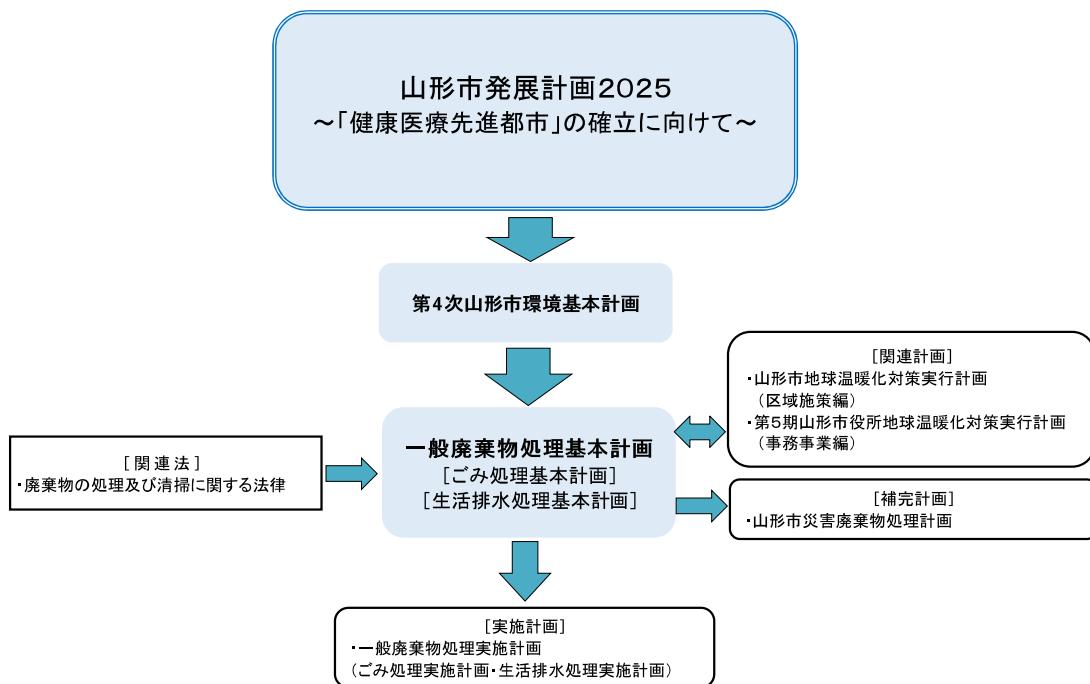 山形市発展計画2025
～「健康医療先進都市」の確立に向けて～
第4次山形市環境基本計画
[関連計画]
・山形市地球温暖化対策実行計画
（区域施策編）
・第5期山形市役所地球温暖化対策実行計画
（事務事業編）
一般廃棄物処理基本計画
[ごみ処理基本計画]
[生活排水処理基本計画]
[関連法]
・廃棄物の処理及び清掃に関する法律
[補完計画]
・山形市災害廃棄物処理計画
[実施計画]
・一般廃棄物処理実施計画
(ごみ処理実施計画・生活排水処理実施計画)